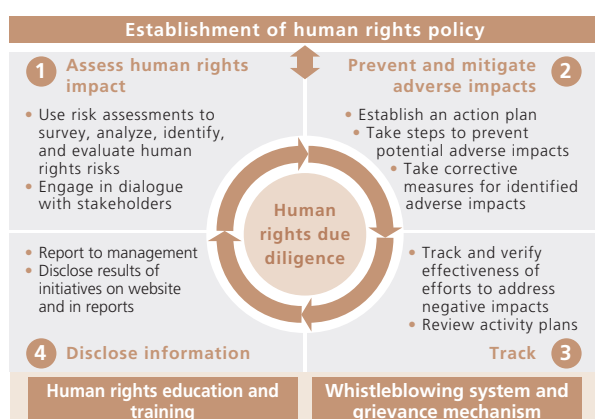 Establishment of human rights policy
1 Assess human rights
impact
• Use risk assessments to
survey, analyze, identify,
and evaluate human
rights risks
• Engage in dialogue
with stakeholders
Prevent and mitigate 2
adverse impacts
• Establish an action plan
• Take steps to prevent
potential adverse impacts
• Take corrective
measures for identified
adverse impacts
Human
rights due
diligence
• Track and verify
effectiveness of
efforts to address
negative impacts
• Review activity plans
Track 3
• Report to management
• Disclose results of
initiatives on website
and in reports
4 Disclose information
Human rights education and
training
Whistleblowing system and
grievance mechanism